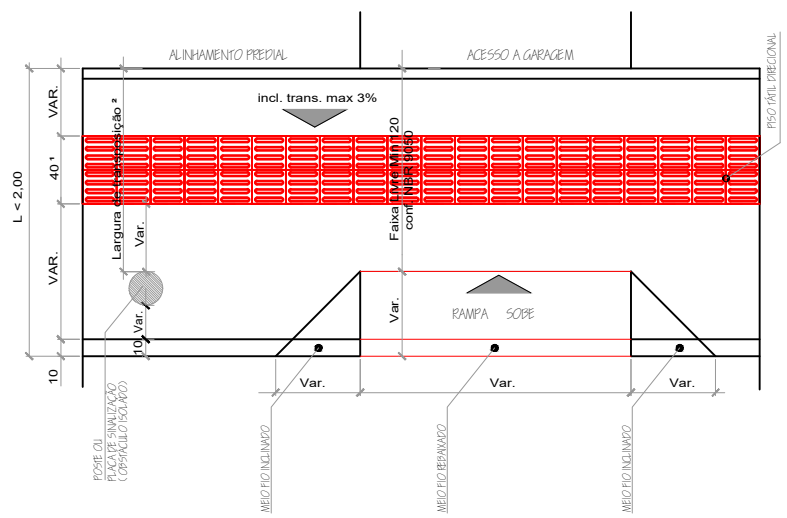 ALINHAMENTO PREDIAL
ACESSO A GARAGEM
PISO TÁTIL DIRECIONAL
incl. trans. max 3%
VAR.
40 ¹
VAR.
L < 2,00
10
Largura de transposição ²
Var.
Var.
10
Faixa Livre Min 120
conf. NBR 9050
Var.
RAMPA SOBE
Var.
Var.
Var.
POSTE OU
PLACA DE SINALIZAÇÃO
( OBSTÁCULO ISOLADO)
MEIO FIO INCLINADO
MEIO FIO REBAIXADO
MEIO FIO INCLINADO